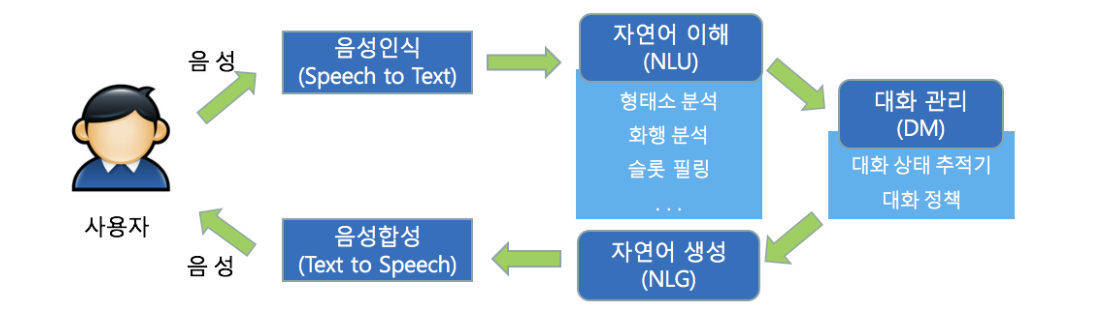 음성
음성인식
(Speech to Text)
자연어 이해
(NLU)
형태소 분석
화행 분석
슬롯 필링
. . .
대화 관리
(DM)
대화 상태 추적기
대화 정책
자연어 생성
(NLG)
음성합성
(Text to Speech)
음성
사용자